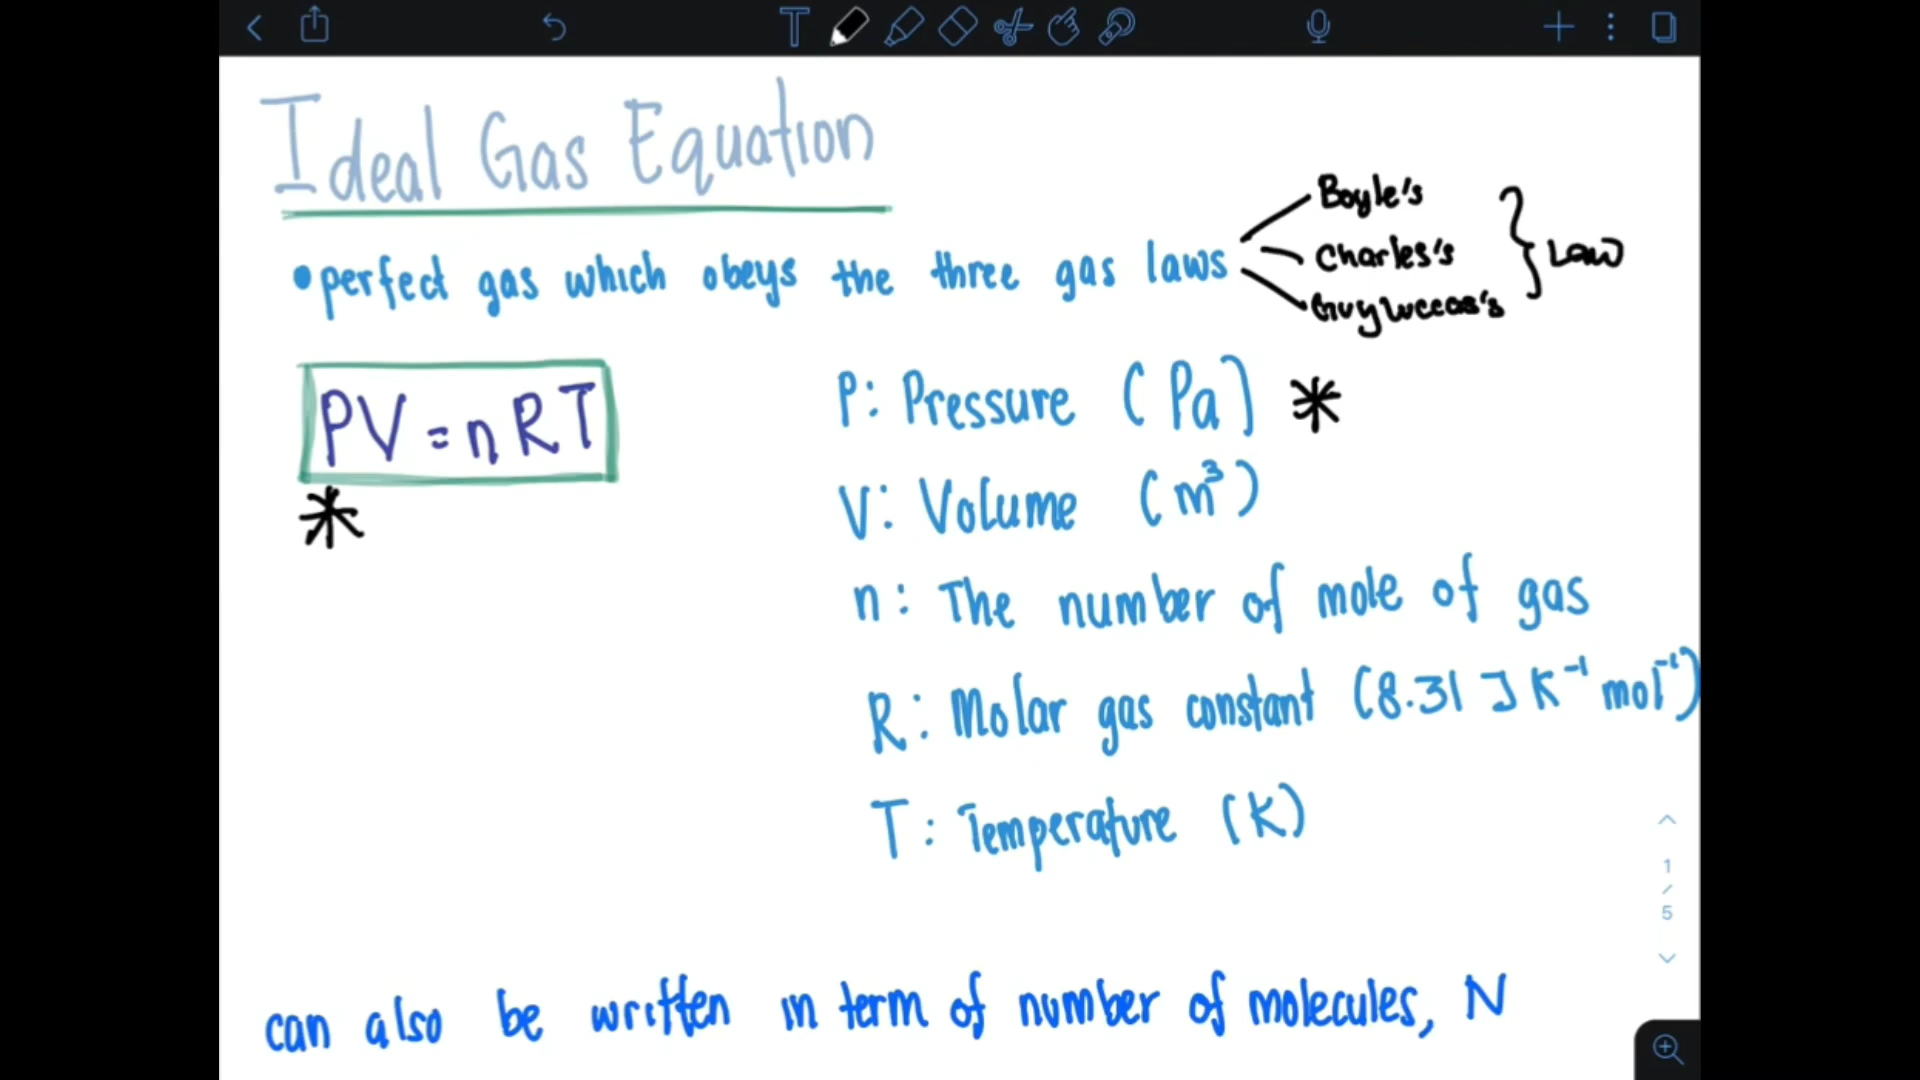 Ideal Gas Equation
• perfect gas which obeys the three gas laws
Boyle's
Charles's
Guyluccas's
Law
PV = nRT
*
P: Pressure (Pa) *
V: Volume (m³)
n: The number of mole of gas
R: Molar gas constant (8.31 J K⁻¹ mol⁻¹)
T: Temperature (K)
1
/
5
can also be written in term of number of molecules, N